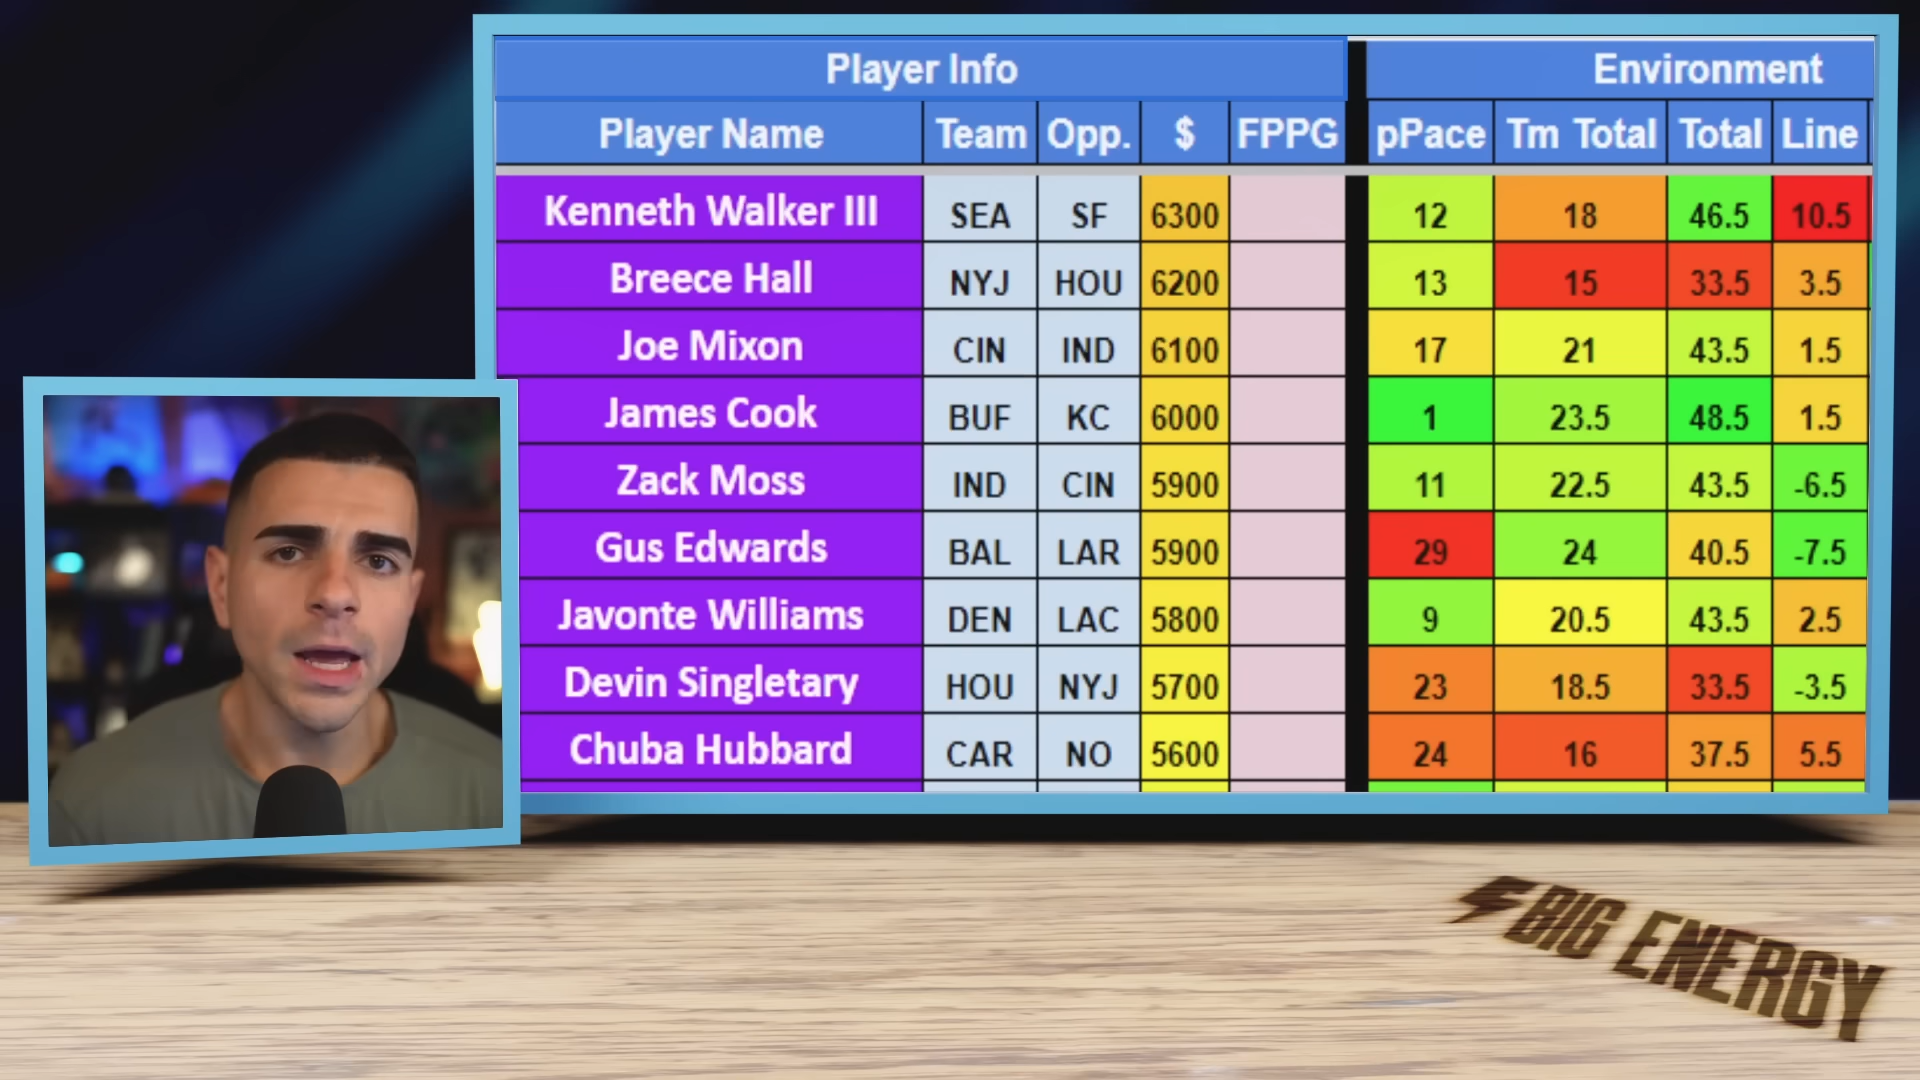 Player Info Environment
Player Name Team Opp. $ FPPG pPace Tm Total Total Line
Kenneth Walker III SEA SF 6300 12 18 46.5 10.5
Breece Hall NYJ HOU 6200 13 15 33.5 3.5
Joe Mixon CIN IND 6100 17 21 43.5 1.5
James Cook BUF KC 6000 1 23.5 48.5 1.5
Zack Moss IND CIN 5900 11 22.5 43.5 -6.5
Gus Edwards BAL LAR 5900 29 24 40.5 -7.5
Javonte Williams DEN LAC 5800 9 20.5 43.5 2.5
Devin Singletary HOU NYJ 5700 23 18.5 33.5 -3.5
Chuba Hubbard CAR NO 5600 24 16 37.5 5.5
BIG ENERGY